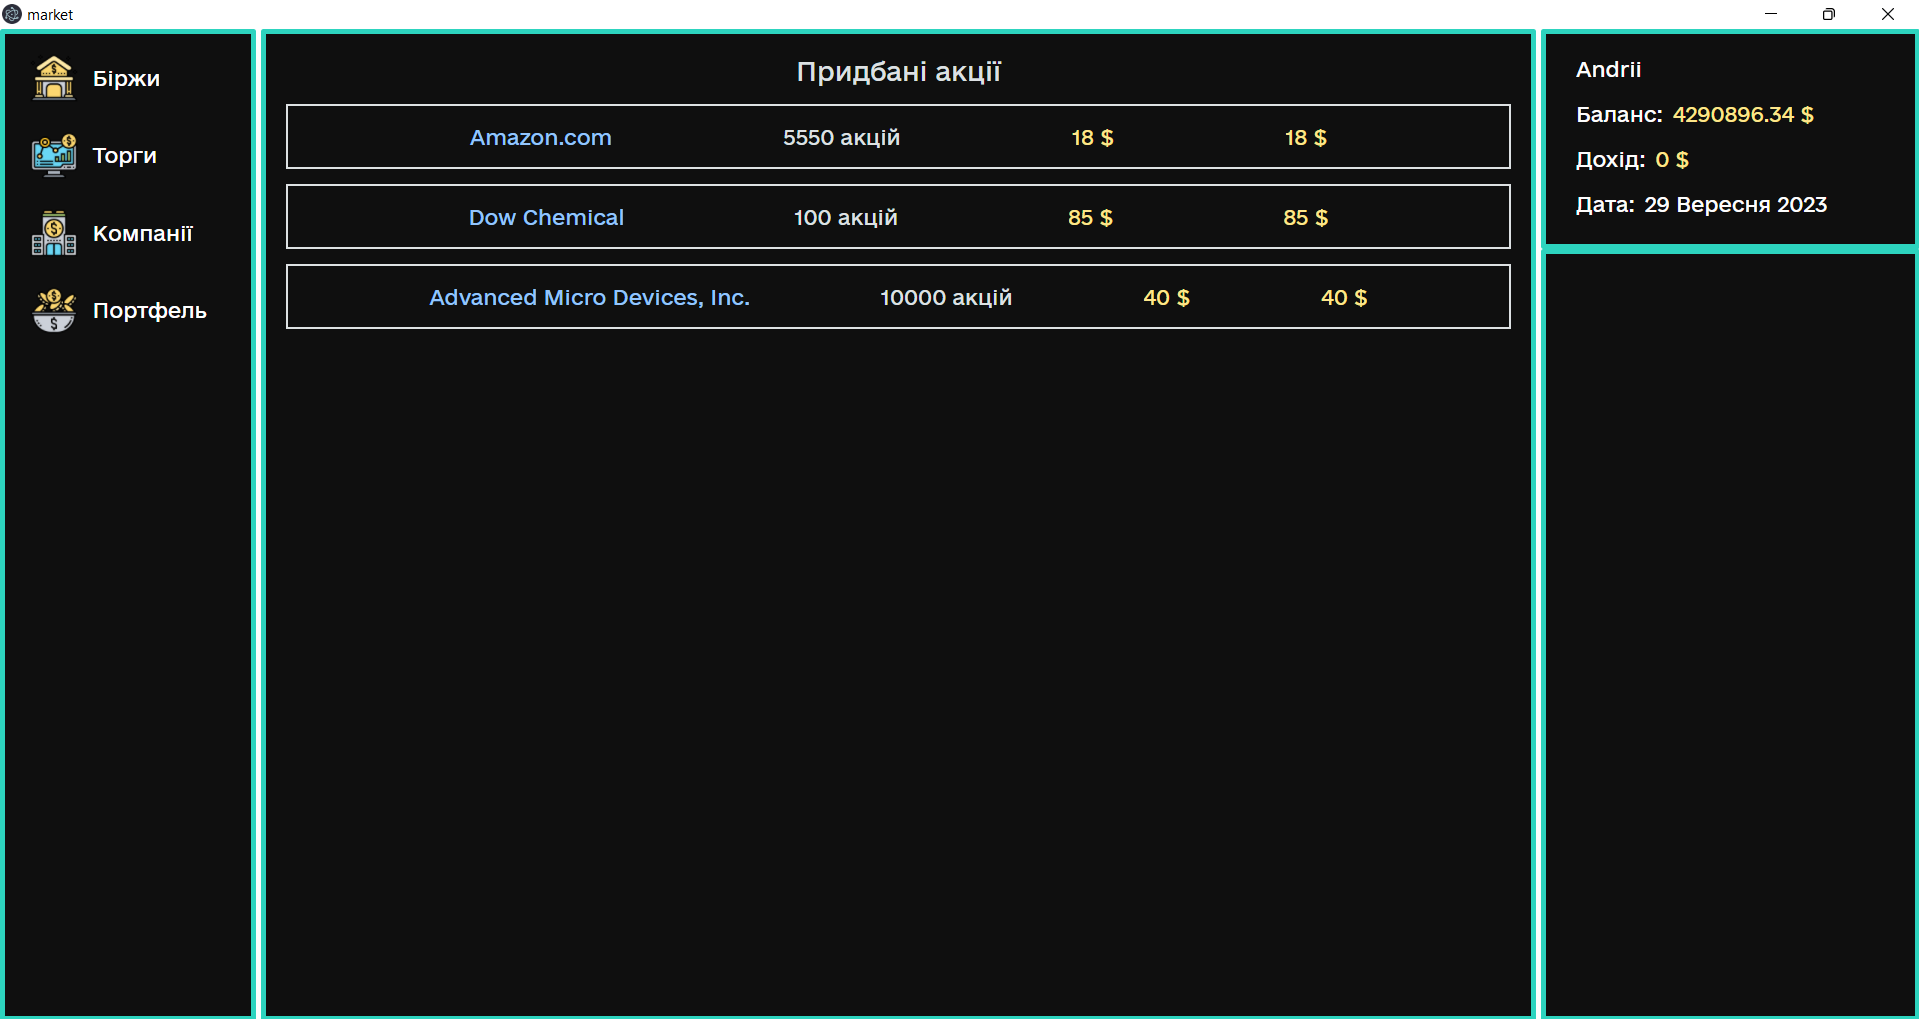 market
Біржи
Торги
Компанії
Портфель
Придбані акції
Amazon.com 5550 акцій 18 $ 18 $
Dow Chemical 100 акцій 85 $ 85 $
Advanced Micro Devices, Inc. 10000 акцій 40 $ 40 $
Andrii
Баланс: 4290896.34 $
Дохід: 0 $
Дата: 29 Вересня 2023